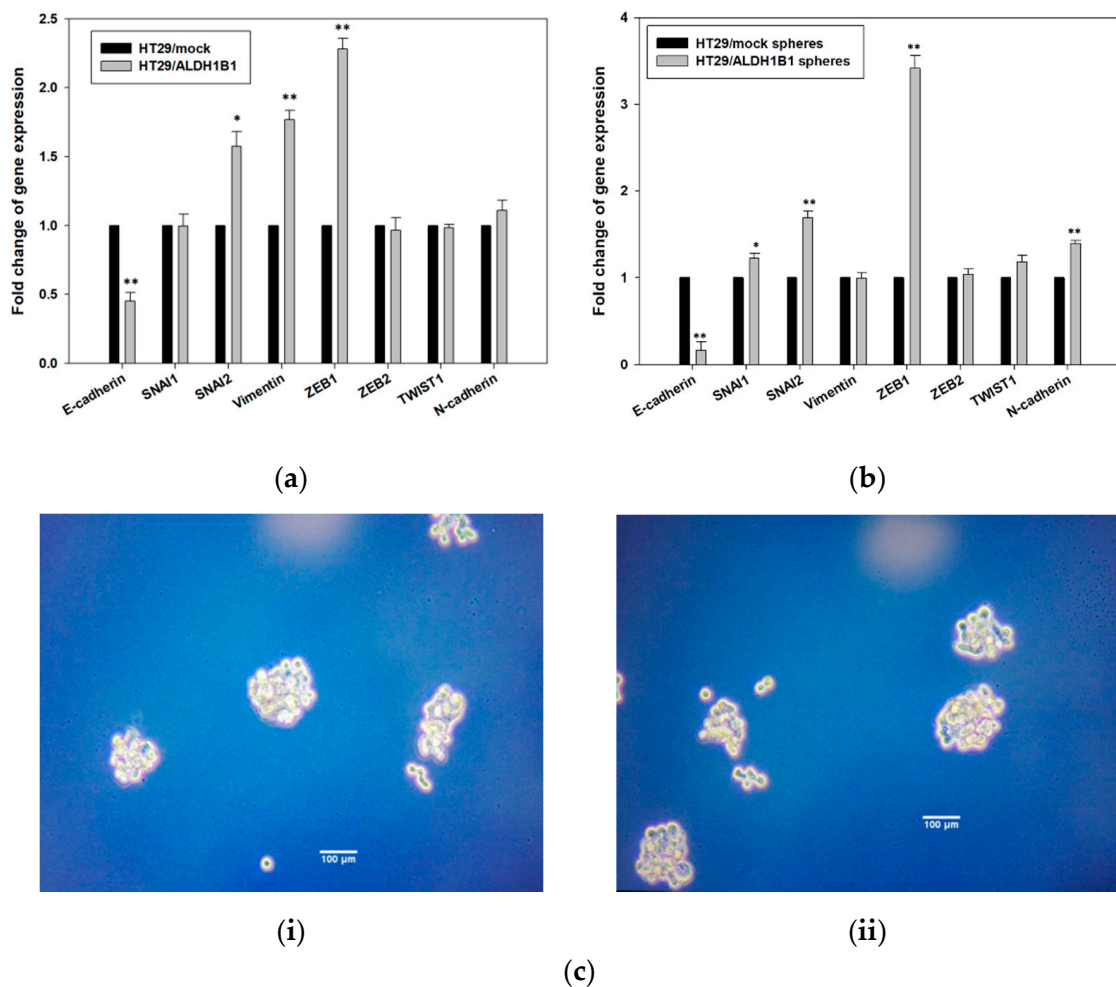 2.5
2.0
1.5
1.0
0.5
0.0
Fold change of gene expression
HT29/mock
HT29/ALDH1B1
**
*
**
**
E-cadherin
SNAI1
SNAI2
Vimentin
ZEB1
ZEB2
TWIST1
N-cadherin
(a)
4
3
2
1
0
Fold change of gene expression
HT29/mock spheres
HT29/ALDH1B1 spheres
**
*
**
**
**
E-cadherin
SNAI1
SNAI2
Vimentin
ZEB1
ZEB2
TWIST1
N-cadherin
(b)
100 µm
(i)
100 µm
(ii)
(c)